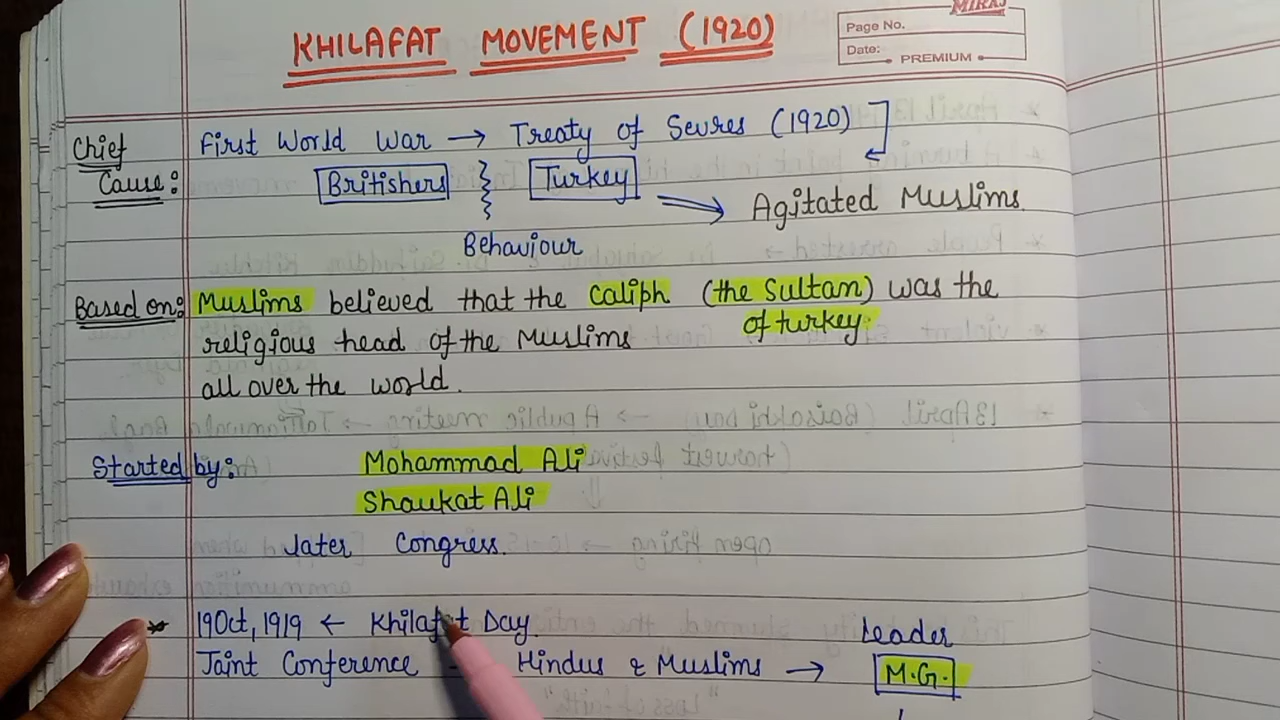 MIRAJ
KHILAFAT MOVEMENT (1920)
Page No.
Date:
PREMIUM
Chief Cause: First World War → Treaty of Sevres (1920)
Britishers Turkey
⇒ Agitated Muslims
Behaviour
Based on: Muslims believed that the Caliph (the Sultan) was the
of turkey
religious head of the Muslims
all over the world.
Started by: Mohammad Ali
Shaukat Ali
later Congress.
* 19Oct, 1919 ← Khilafat Day.
Leader
Joint Conference - Hindus & Muslims → M.G.